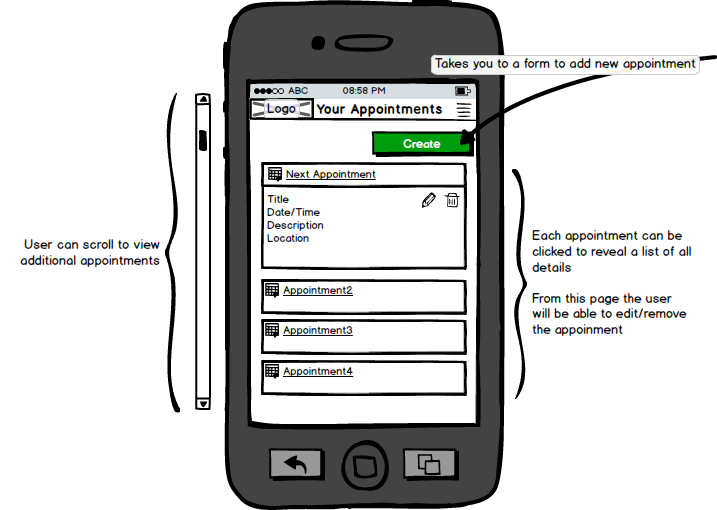 Takes you to a form to add new appointment
ABC 08:58 PM
Logo Your Appointments
Create
Next Appointment
Title
Date/Time
Description
Location
Appointment2
Appointment3
Appointment4
User can scroll to view
additional appointments
Each appointment can be
clicked to reveal a list of all
details
From this page the user
will be able to edit/remove
the appoinment